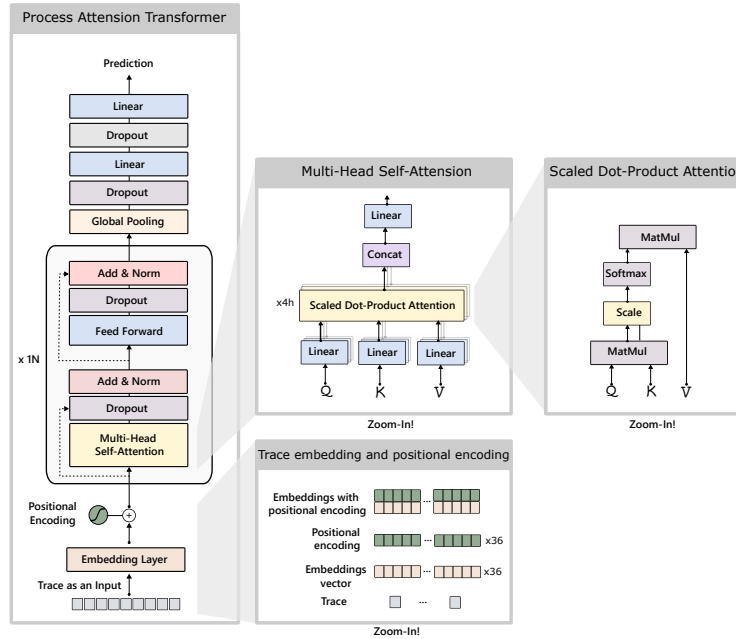 Process Attension Transformer
Prediction
Linear
Dropout
Linear
Dropout
Global Pooling
Add & Norm
Dropout
Feed Forward
x 1N
Add & Norm
Dropout
Multi-Head
Self-Attention
Positional
Encoding
+
Embedding Layer
Trace as an Input
Multi-Head Self-Attension
Linear
Concat
x4h
Scaled Dot-Product Attention
Linear
Linear
Linear
Q
K
V
Zoom-In!
Scaled Dot-Product Attentio
MatMul
Softmax
Scale
MatMul
Q
K
V
Zoom-In!
Trace embedding and positional encoding
Embeddings with
positional encoding
...
Positional
encoding
...
x36
Embeddings
vector
...
x36
Trace
...
Zoom-In!